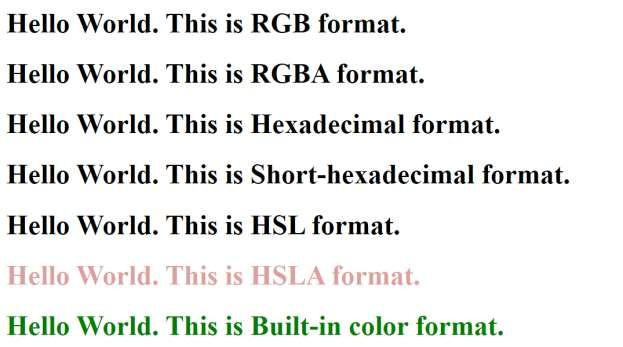 Hello World. This is RGB format.
Hello World. This is RGBA format.
Hello World. This is Hexadecimal format.
Hello World. This is Short-hexadecimal format.
Hello World. This is HSL format.
Hello World. This is HSLA format.
Hello World. This is Built-in color format.